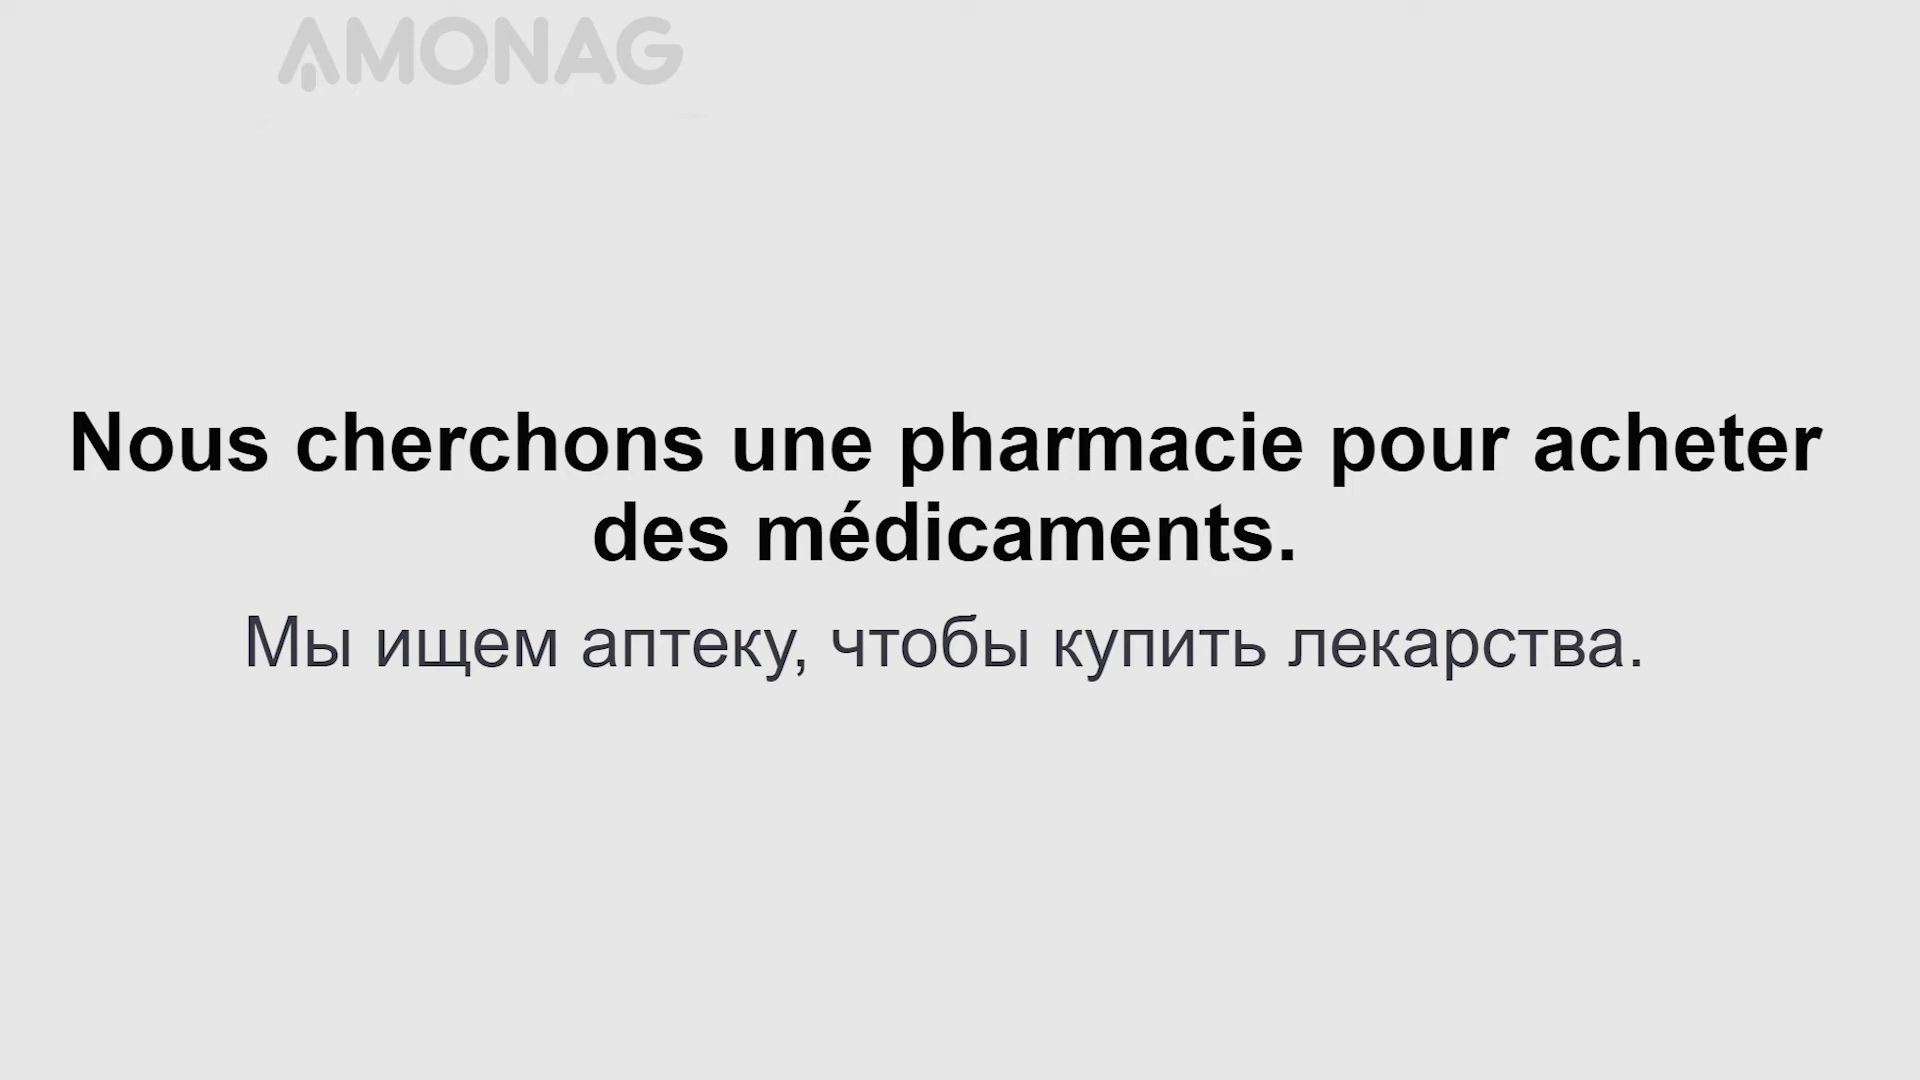 AMONAG
Nous cherchons une pharmacie pour acheter
des médicaments.
Мы ищем аптеку, чтобы купить лекарства.